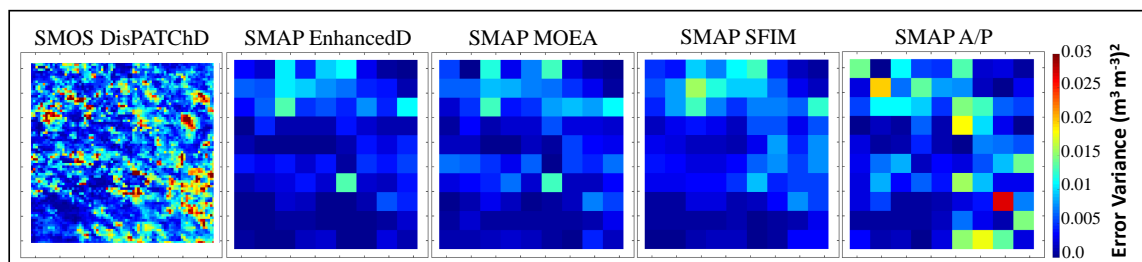 SMOS DisPATChD
SMAP EnhancedD
SMAP MOEA
SMAP SFIM
SMAP A/P
0.03
0.025
0.02
0.015
0.01
0.005
0.0
Error Variance (m³ m⁻³)²